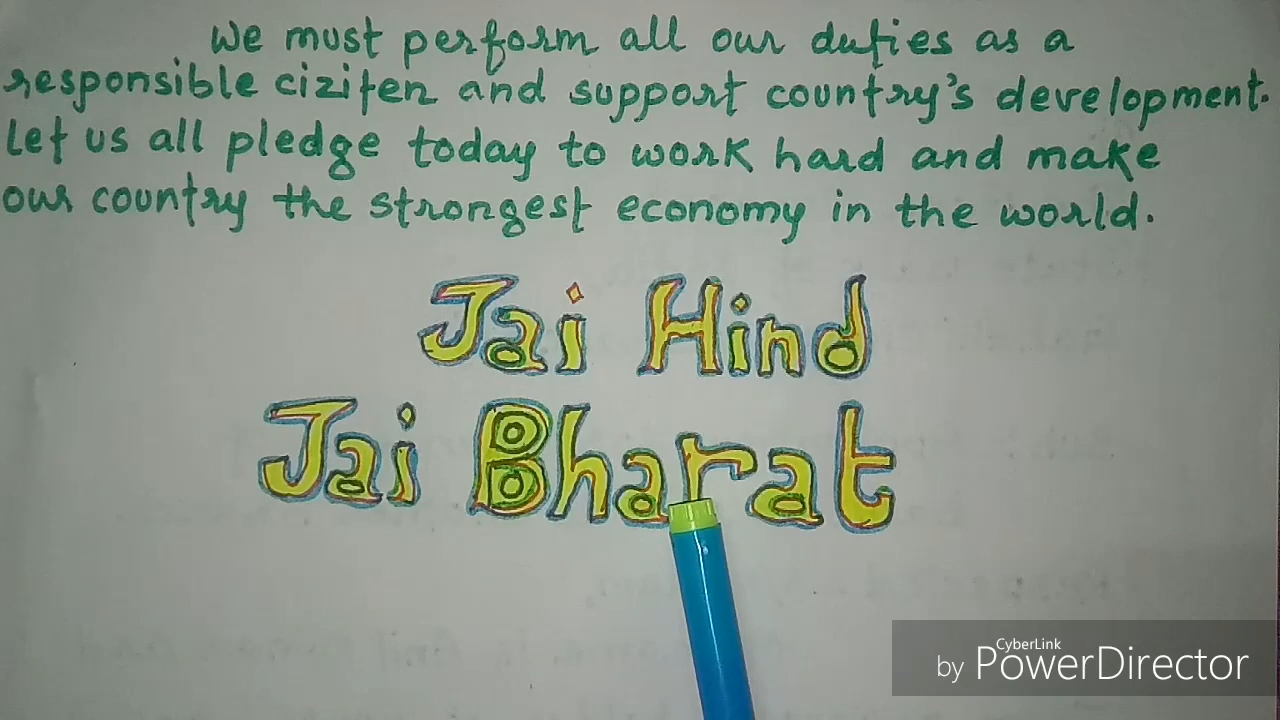 We must perform all our duties as a
responsible ciziten and support country's development.
Let us all pledge today to work hard and make
our country the strongest economy in the world.
Jai Hind
Jai Bharat
CyberLink
by PowerDirector